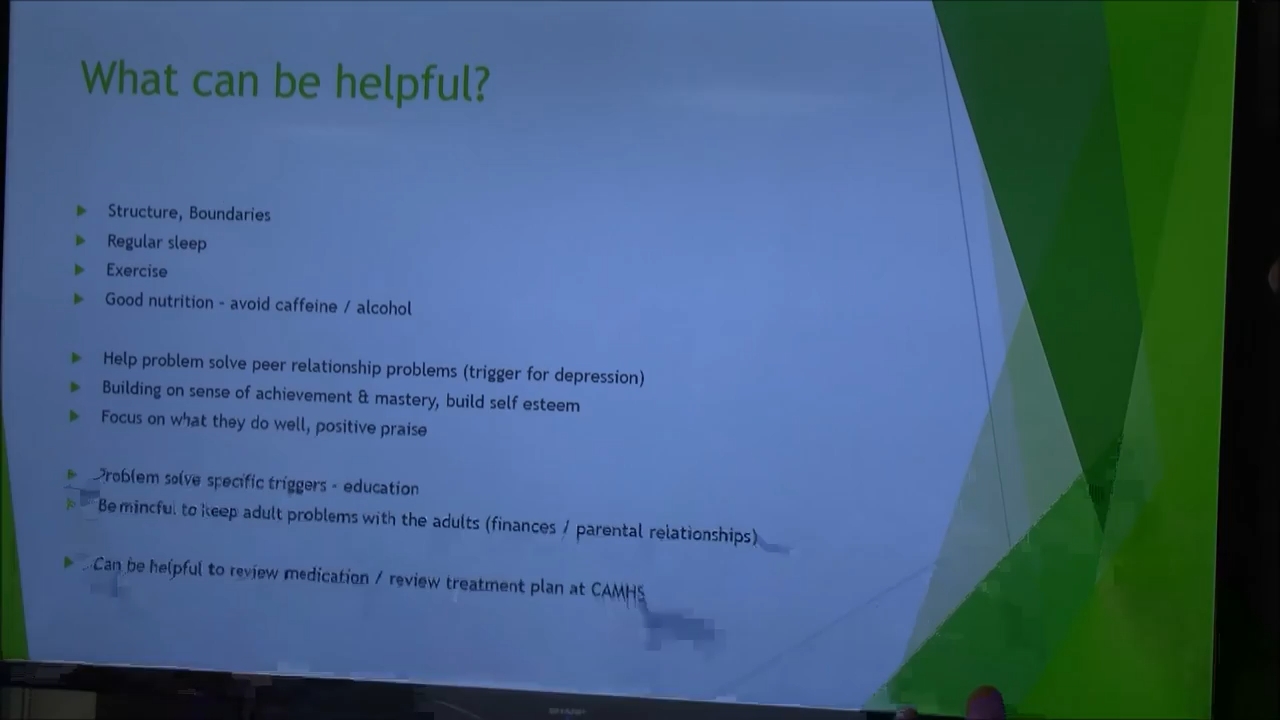 What can be helpful?
Structure, Boundaries
Regular sleep
Exercise
Good nutrition - avoid caffeine / alcohol
Help problem solve peer relationship problems (trigger for depression)
Building on sense of achievement & mastery, build self esteem
Focus on what they do well, positive praise
Problem solve specific triggers - education
Be mindful to keep adult problems with the adults (finances / parental relationships)
Can be helpful to review medication / review treatment plan at CAMHS
SHARP